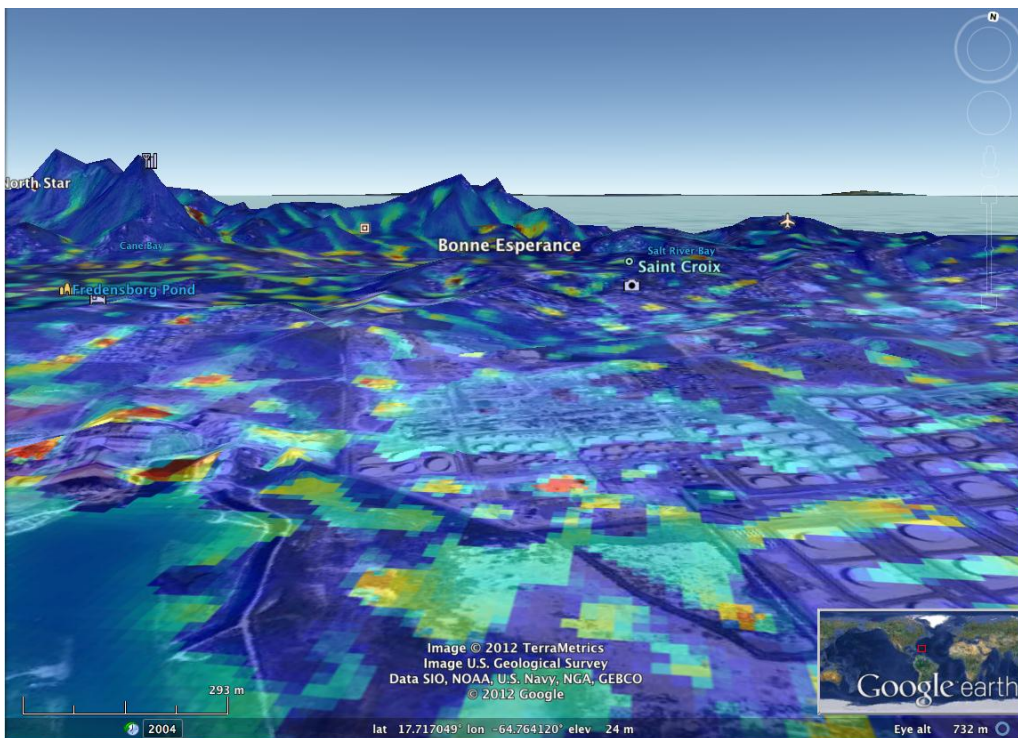 N
North Star
Cane Bay
Bonne Esperance
Salt River Bay
Saint Croix
Fredensborg Pond
Image © 2012 TerraMetrics
Image U.S. Geological Survey
Data SIO, NOAA, U.S. Navy, NGA, GEBCO
© 2012 Google
293 m
Google earth
2004
lat 17.717049° lon -64.764120° elev 24 m
Eye alt 732 m